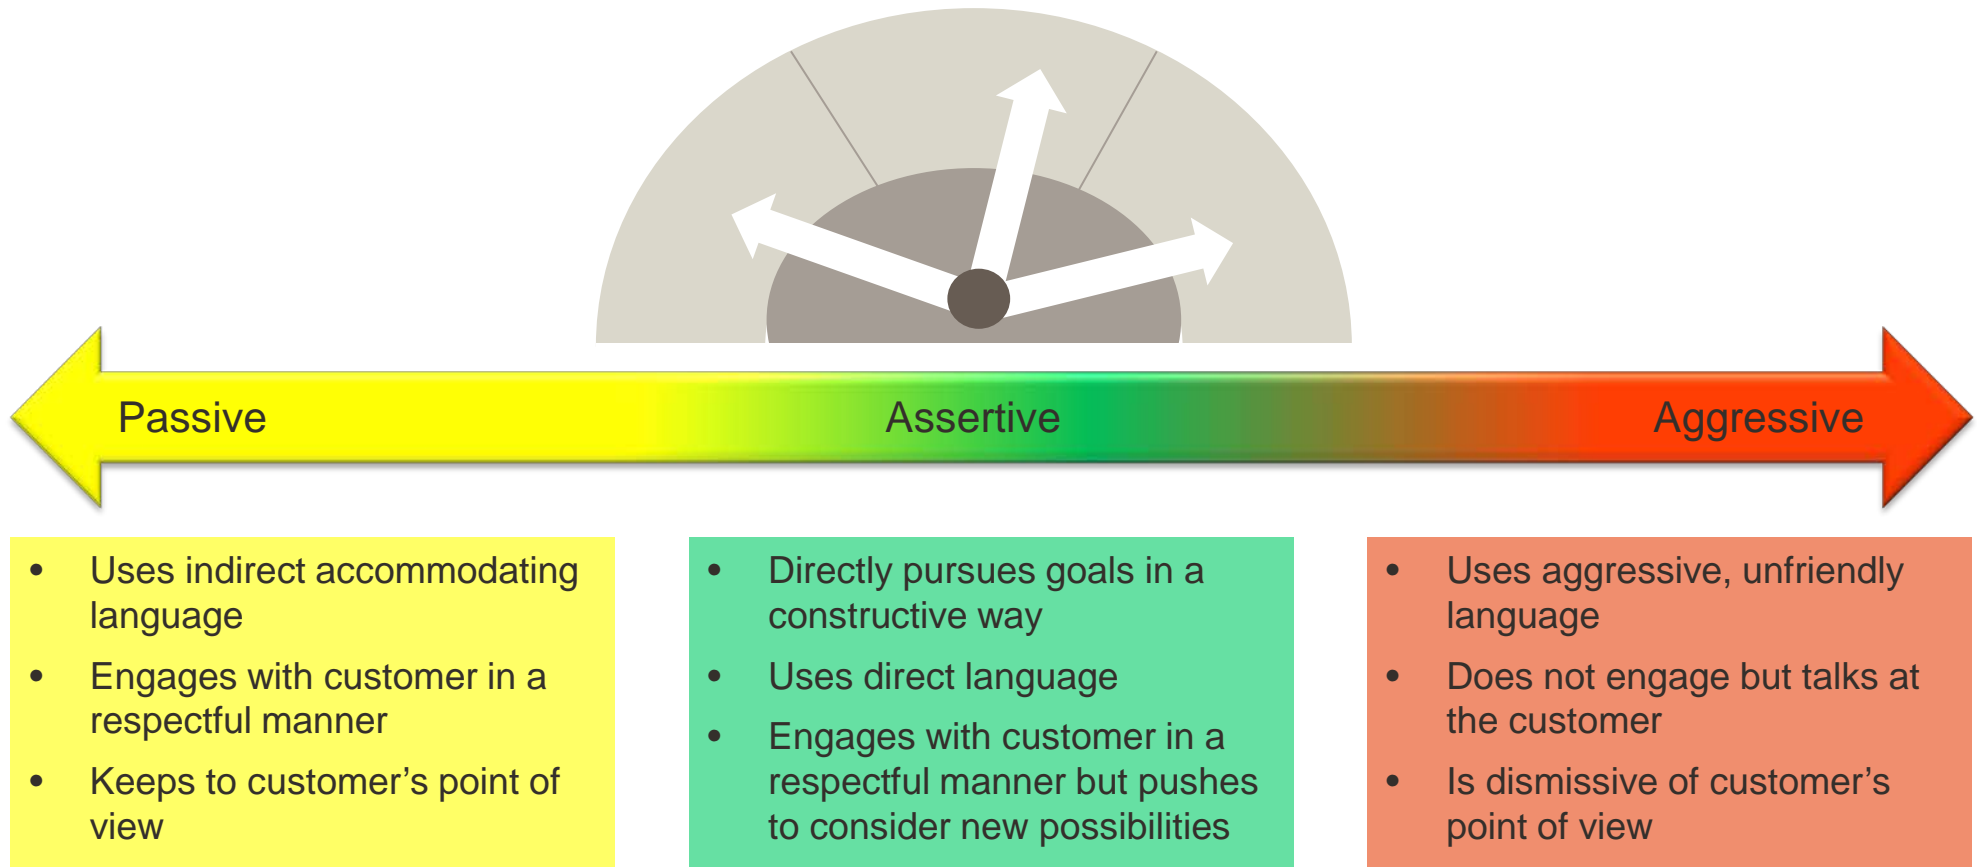 Passive
Assertive
Aggressive
• Uses indirect accommodating
language
• Engages with customer in a
respectful manner
• Keeps to customer’s point of
view
• Directly pursues goals in a
constructive way
• Uses direct language
• Engages with customer in a
respectful manner but pushes
to consider new possibilities
• Uses aggressive, unfriendly
language
• Does not engage but talks at
the customer
• Is dismissive of customer’s
point of view